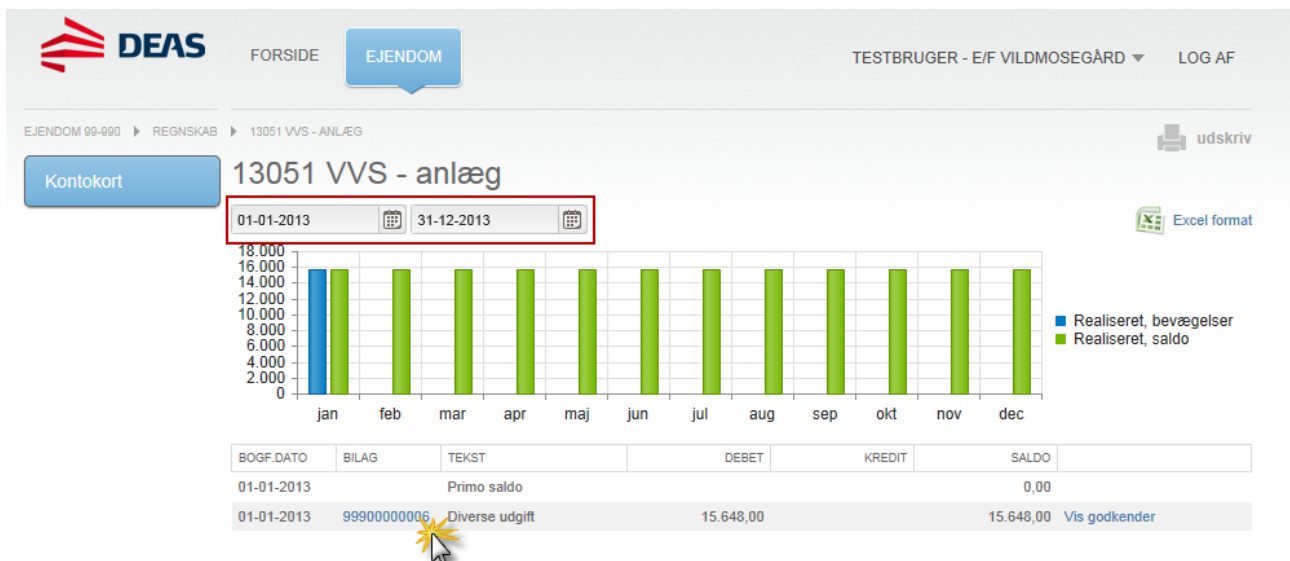 DEAS
FORSIDE EJENDOM TESTBRUGER - E/F VILDMOSEGÅRD LOG AF
EJENDOM 99-990 REGNSKAB 13051 VVS - ANLÆG
udskriv
Kontokort
13051 VVS - anlæg
01-01-2013 31-12-2013
Excel format
18.000
16.000
14.000
12.000
10.000
8.000
6.000
4.000
2.000
0
Realiseret, bevægelser
Realiseret, saldo
jan feb mar apr maj jun jul aug sep okt nov dec
BOGF.DATO BILAG TEKST DEBET KREDIT SALDO
01-01-2013 Primo saldo 0,00
01-01-2013 99900000006 Diverse udgift 15.648,00 15.648,00 Vis godkender